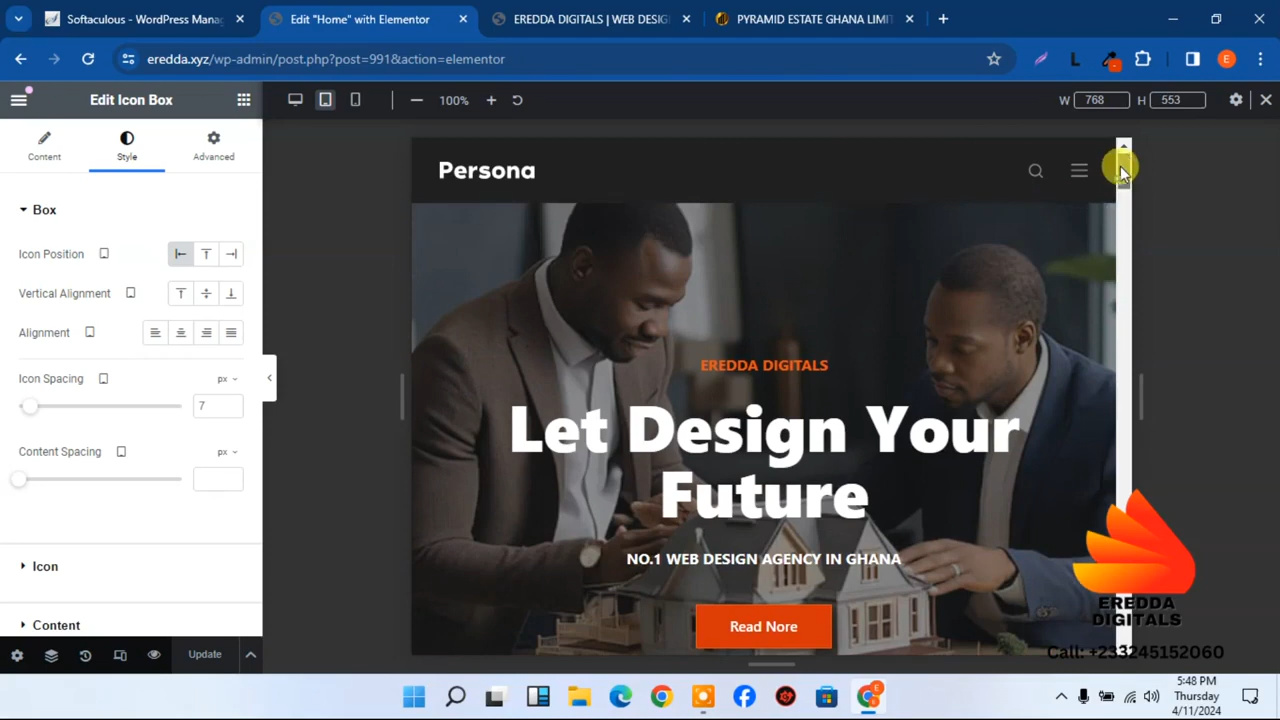 Softaculous - WordPress Mana
Edit "Home" with Elementor
EREDDA DIGITALS | WEB DESIG
PYRAMID ESTATE GHANA LIMIT
eredda.xyz/wp-admin/post.php?post=991&action=elementor
L
E
Edit Icon Box
100%
W 768
H 553
Content
Style
Advanced
Box
Icon Position
Vertical Alignment
Alignment
Icon Spacing
px
7
Content Spacing
px
Icon
Content
Update
Persona
EREDDA DIGITALS
Let Design Your
Future
NO.1 WEB DESIGN AGENCY IN GHANA
Read Nore
EREDDA
DIGITALS
Call: +233245152060
E
5:48 PM
Thursday
4/11/2024